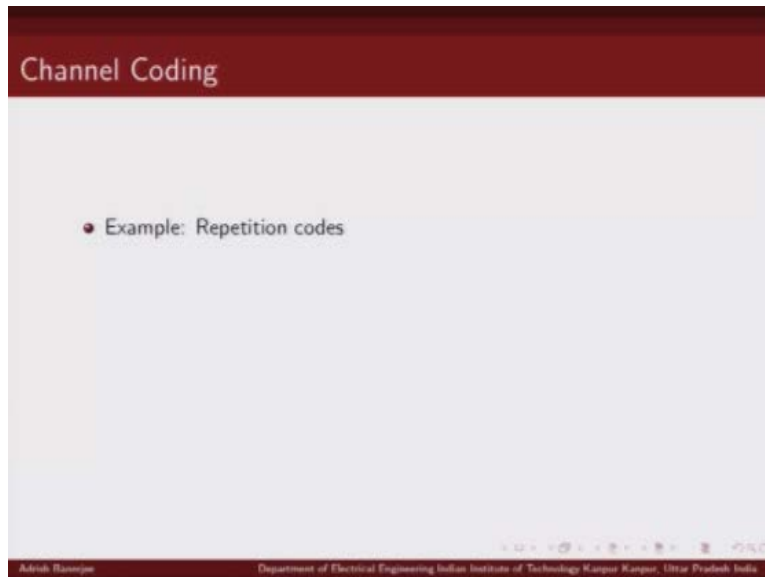 Channel Coding
Example: Repetition codes
Adrish Banerjee
Department of Electrical Engineering Indian Institute of Technology Kanpur Kanpur, Uttar Pradesh India